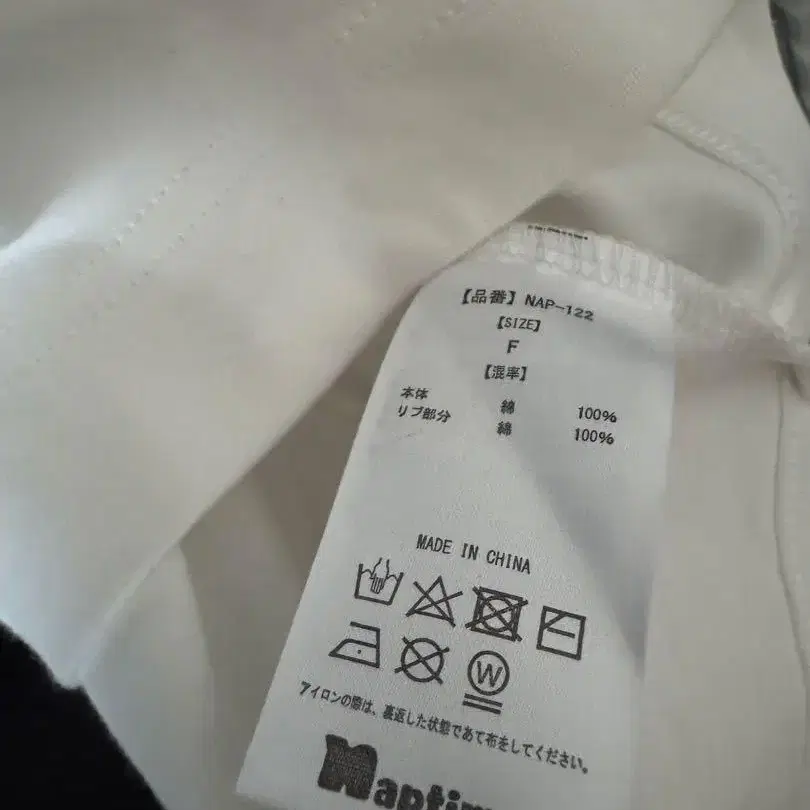 【品番】NAP-122
【SIZE】
F
【混率】
本体 綿 100%
リブ部分 綿 100%
MADE IN CHINA
W
アイロンの際は、裏返した状態であて布をしてください。